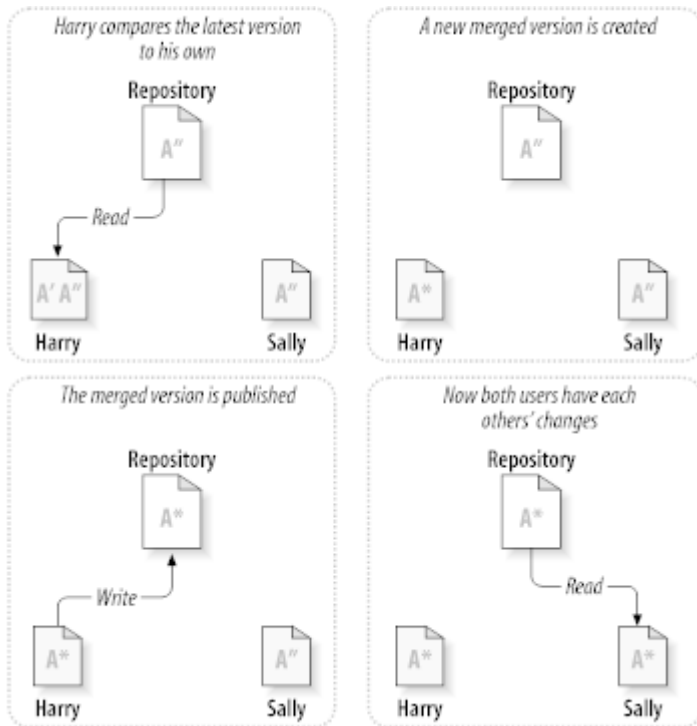 Harry compares the latest version
to his own
Repository
A″
Read
A′ A″
A″
Harry
Sally
A new merged version is created
Repository
A″
A*
A″
Harry
Sally
The merged version is published
Repository
A*
Write
A*
A″
Harry
Sally
Now both users have each
others’ changes
Repository
A*
Read
A*
A*
Harry
Sally